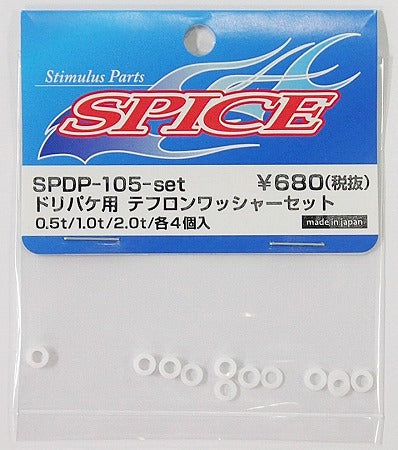 Stimulus Parts
SPICE
SPDP-105-set ¥680(税抜)
ドリパケ用 テフロンワッシャーセット
0.5t/1.0t/2.0t/各4個入
made in japan